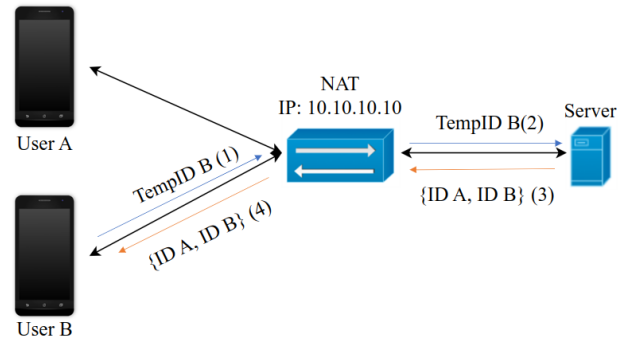 NAT
IP: 10.10.10.10
User A
TempID B(2)
Server
TempID B (1)
{ID A, ID B} (3)
{ID A, ID B} (4)
User B